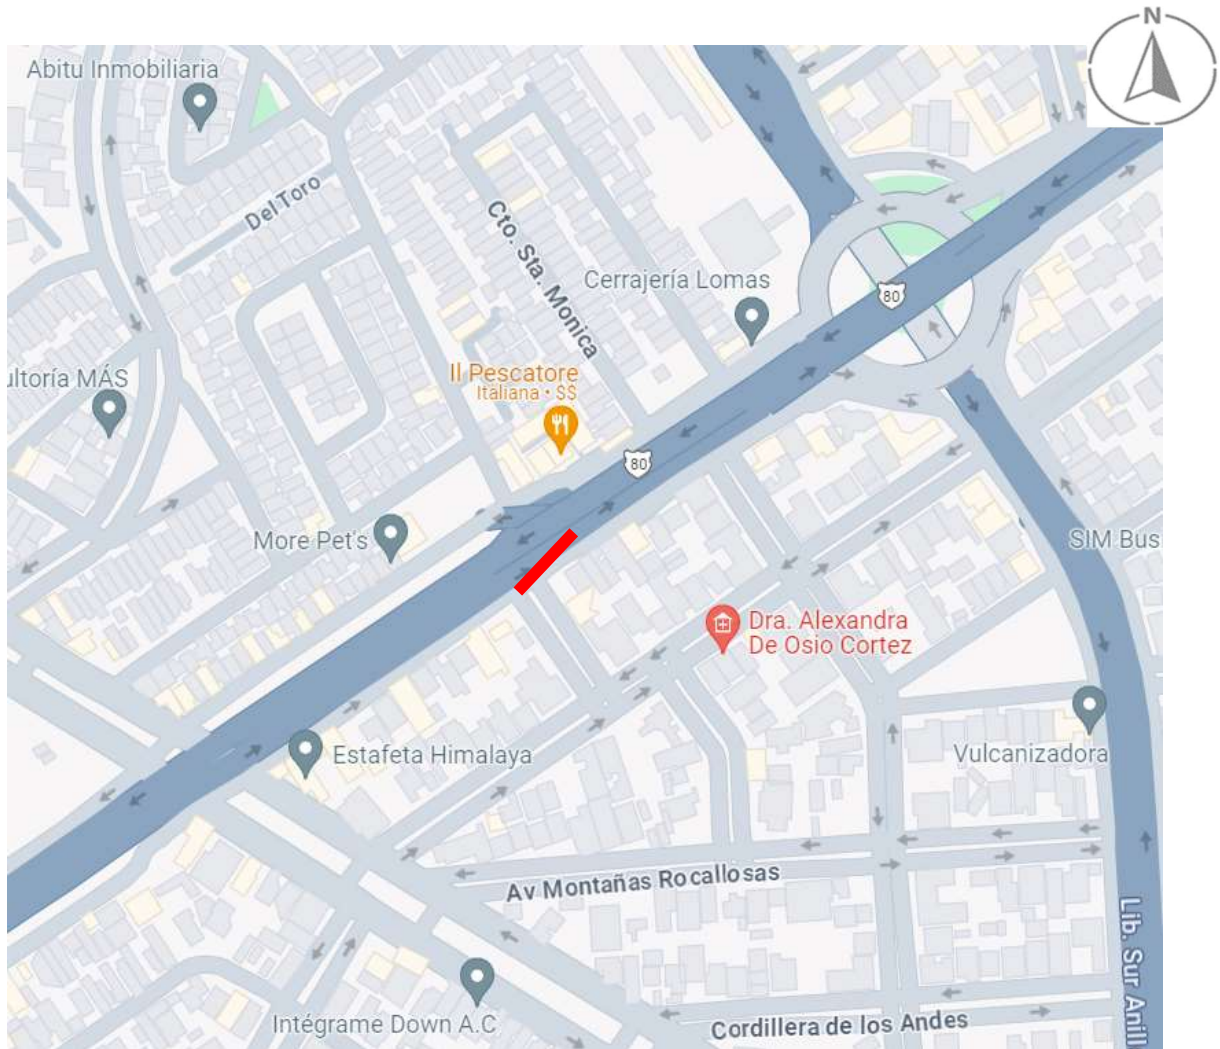 N
Abitu Inmobiliaria
Del Toro
Cto. Sta. Monica
Cerrajería Lomas
80
ultoría MÁS
Il Pescatore
Italiana • $$
80
More Pet's
SIM Bus
Dra. Alexandra
De Osio Cortez
Estafeta Himalaya
Vulcanizadora
Av Montañas Rocallosas
Lib. Sur Anill
Intégrame Down A.C
Cordillera de los Andes